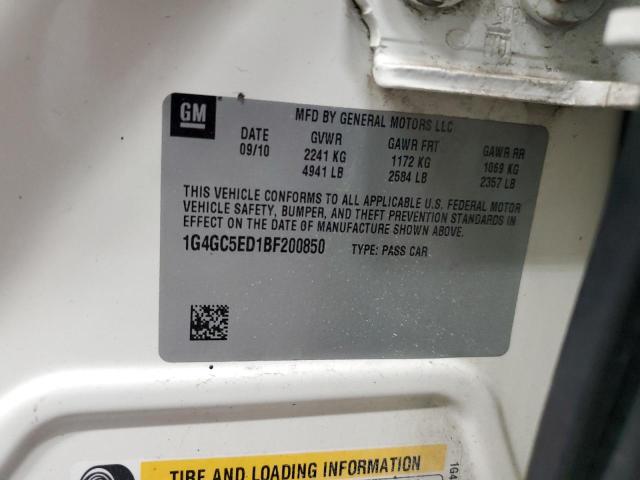 GM
MFD BY GENERAL MOTORS LLC
DATE GVWR GAWR FRT GAWR RR
09/10 2241 KG 1172 KG 1069 KG
4941 LB 2584 LB 2357 LB
THIS VEHICLE CONFORMS TO ALL APPLICABLE U.S. FEDERAL MOTOR
VEHICLE SAFETY, BUMPER, AND THEFT PREVENTION STANDARDS IN
EFFECT ON THE DATE OF MANUFACTURE SHOWN ABOVE.
1G4GC5ED1BF200850 TYPE: PASS CAR
TIRE AND LOADING INFORMATION
1G4